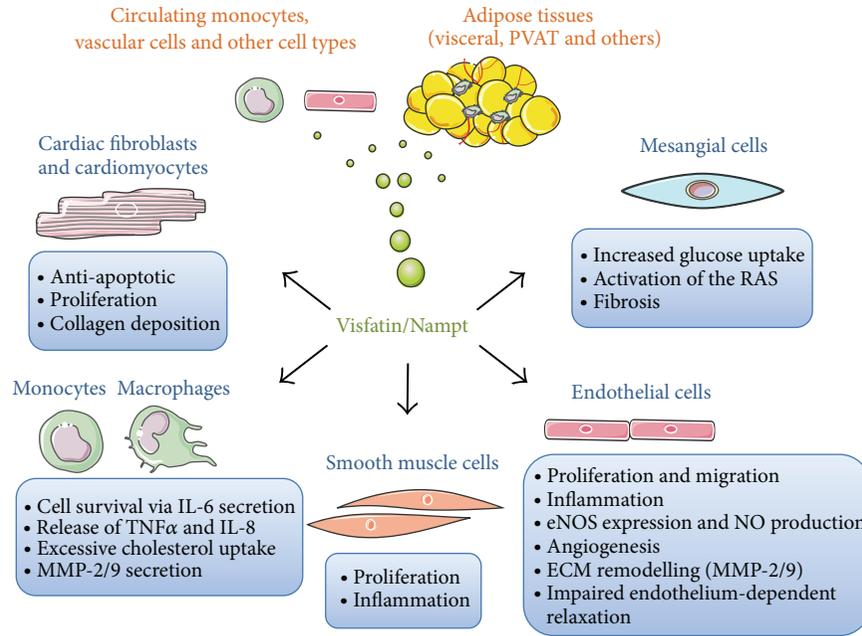 Circulating monocytes,
vascular cells and other cell types
Adipose tissues
(visceral, PVAT and others)
Cardiac fibroblasts
and cardiomyocytes
• Anti-apoptotic
• Proliferation
• Collagen deposition
Mesangial cells
• Increased glucose uptake
• Activation of the RAS
• Fibrosis
Visfatin/Nampt
Monocytes Macrophages
• Cell survival via IL-6 secretion
• Release of TNFα and IL-8
• Excessive cholesterol uptake
• MMP-2/9 secretion
Smooth muscle cells
• Proliferation
• Inflammation
Endothelial cells
• Proliferation and migration
• Inflammation
• eNOS expression and NO production
• Angiogenesis
• ECM remodelling (MMP-2/9)
• Impaired endothelium-dependent
relaxation